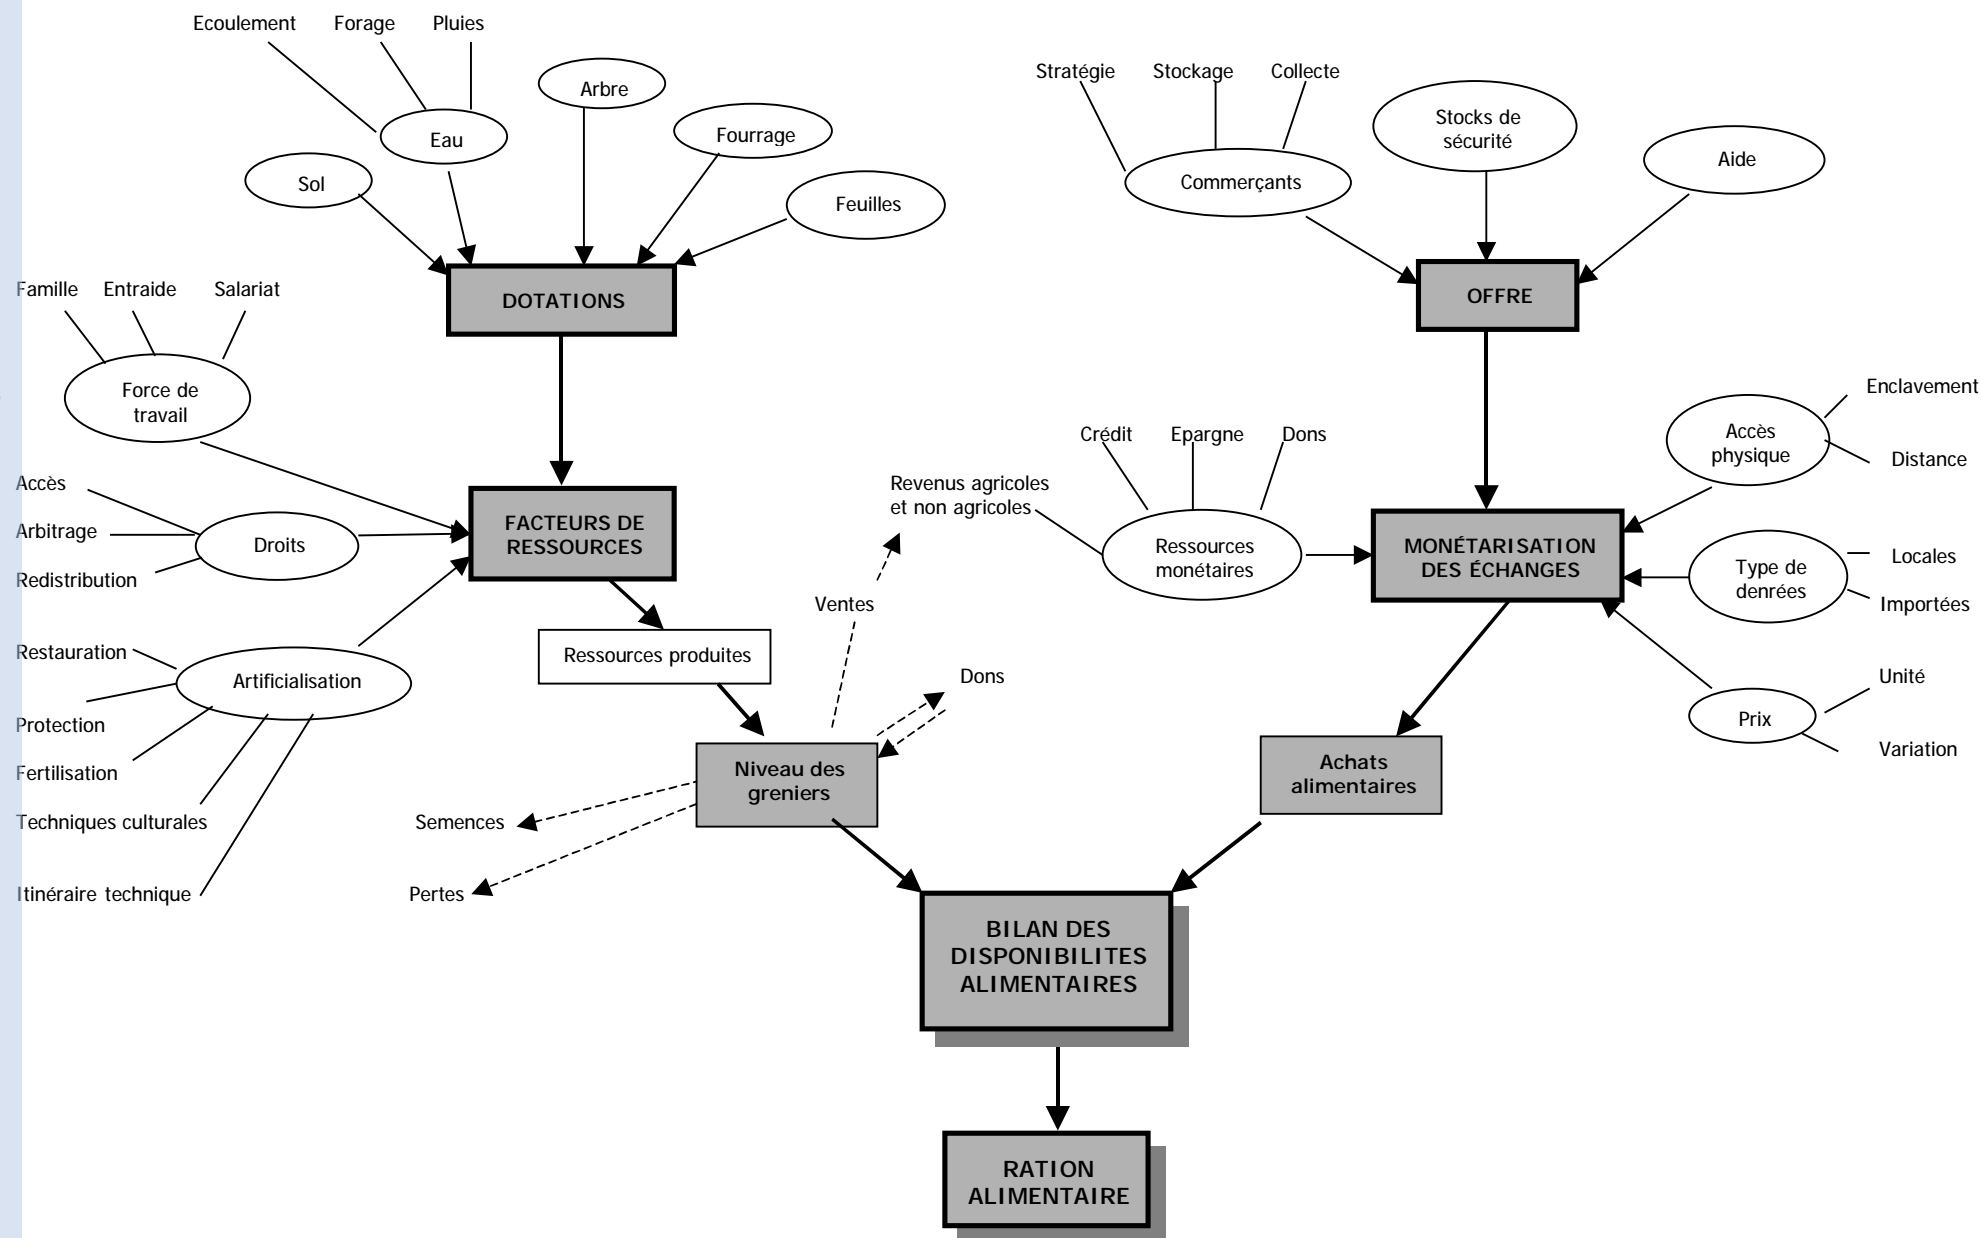 Ecoulement
Forage
Pluies
Eau
Arbre
Fourrage
Sol
Feuilles
DOTATIONS
Famille
Entraide
Salariat
Force de
travail
Accès
Arbitrage
Redistribution
Droits
FACTEURS DE
RESSOURCES
Restauration
Protection
Fertilisation
Techniques culturales
Itinéraire technique
Artificialisation
Ressources produites
Ventes
Dons
Niveau des
greniers
Semences
Pertes
Stratégie
Stockage
Collecte
Commerçants
Stocks de
sécurité
Aide
OFFRE
Crédit
Epargne
Dons
Revenus agricoles
et non agricoles
Ressources
monétaires
MONÉTARISATION
DES ÉCHANGES
Accès
physique
Enclavement
Distance
Type de
denrées
Locales
Importées
Prix
Unité
Variation
Achats
alimentaires
BILAN DES
DISPONIBILITES
ALIMENTAIRES
RATION
ALIMENTAIRE